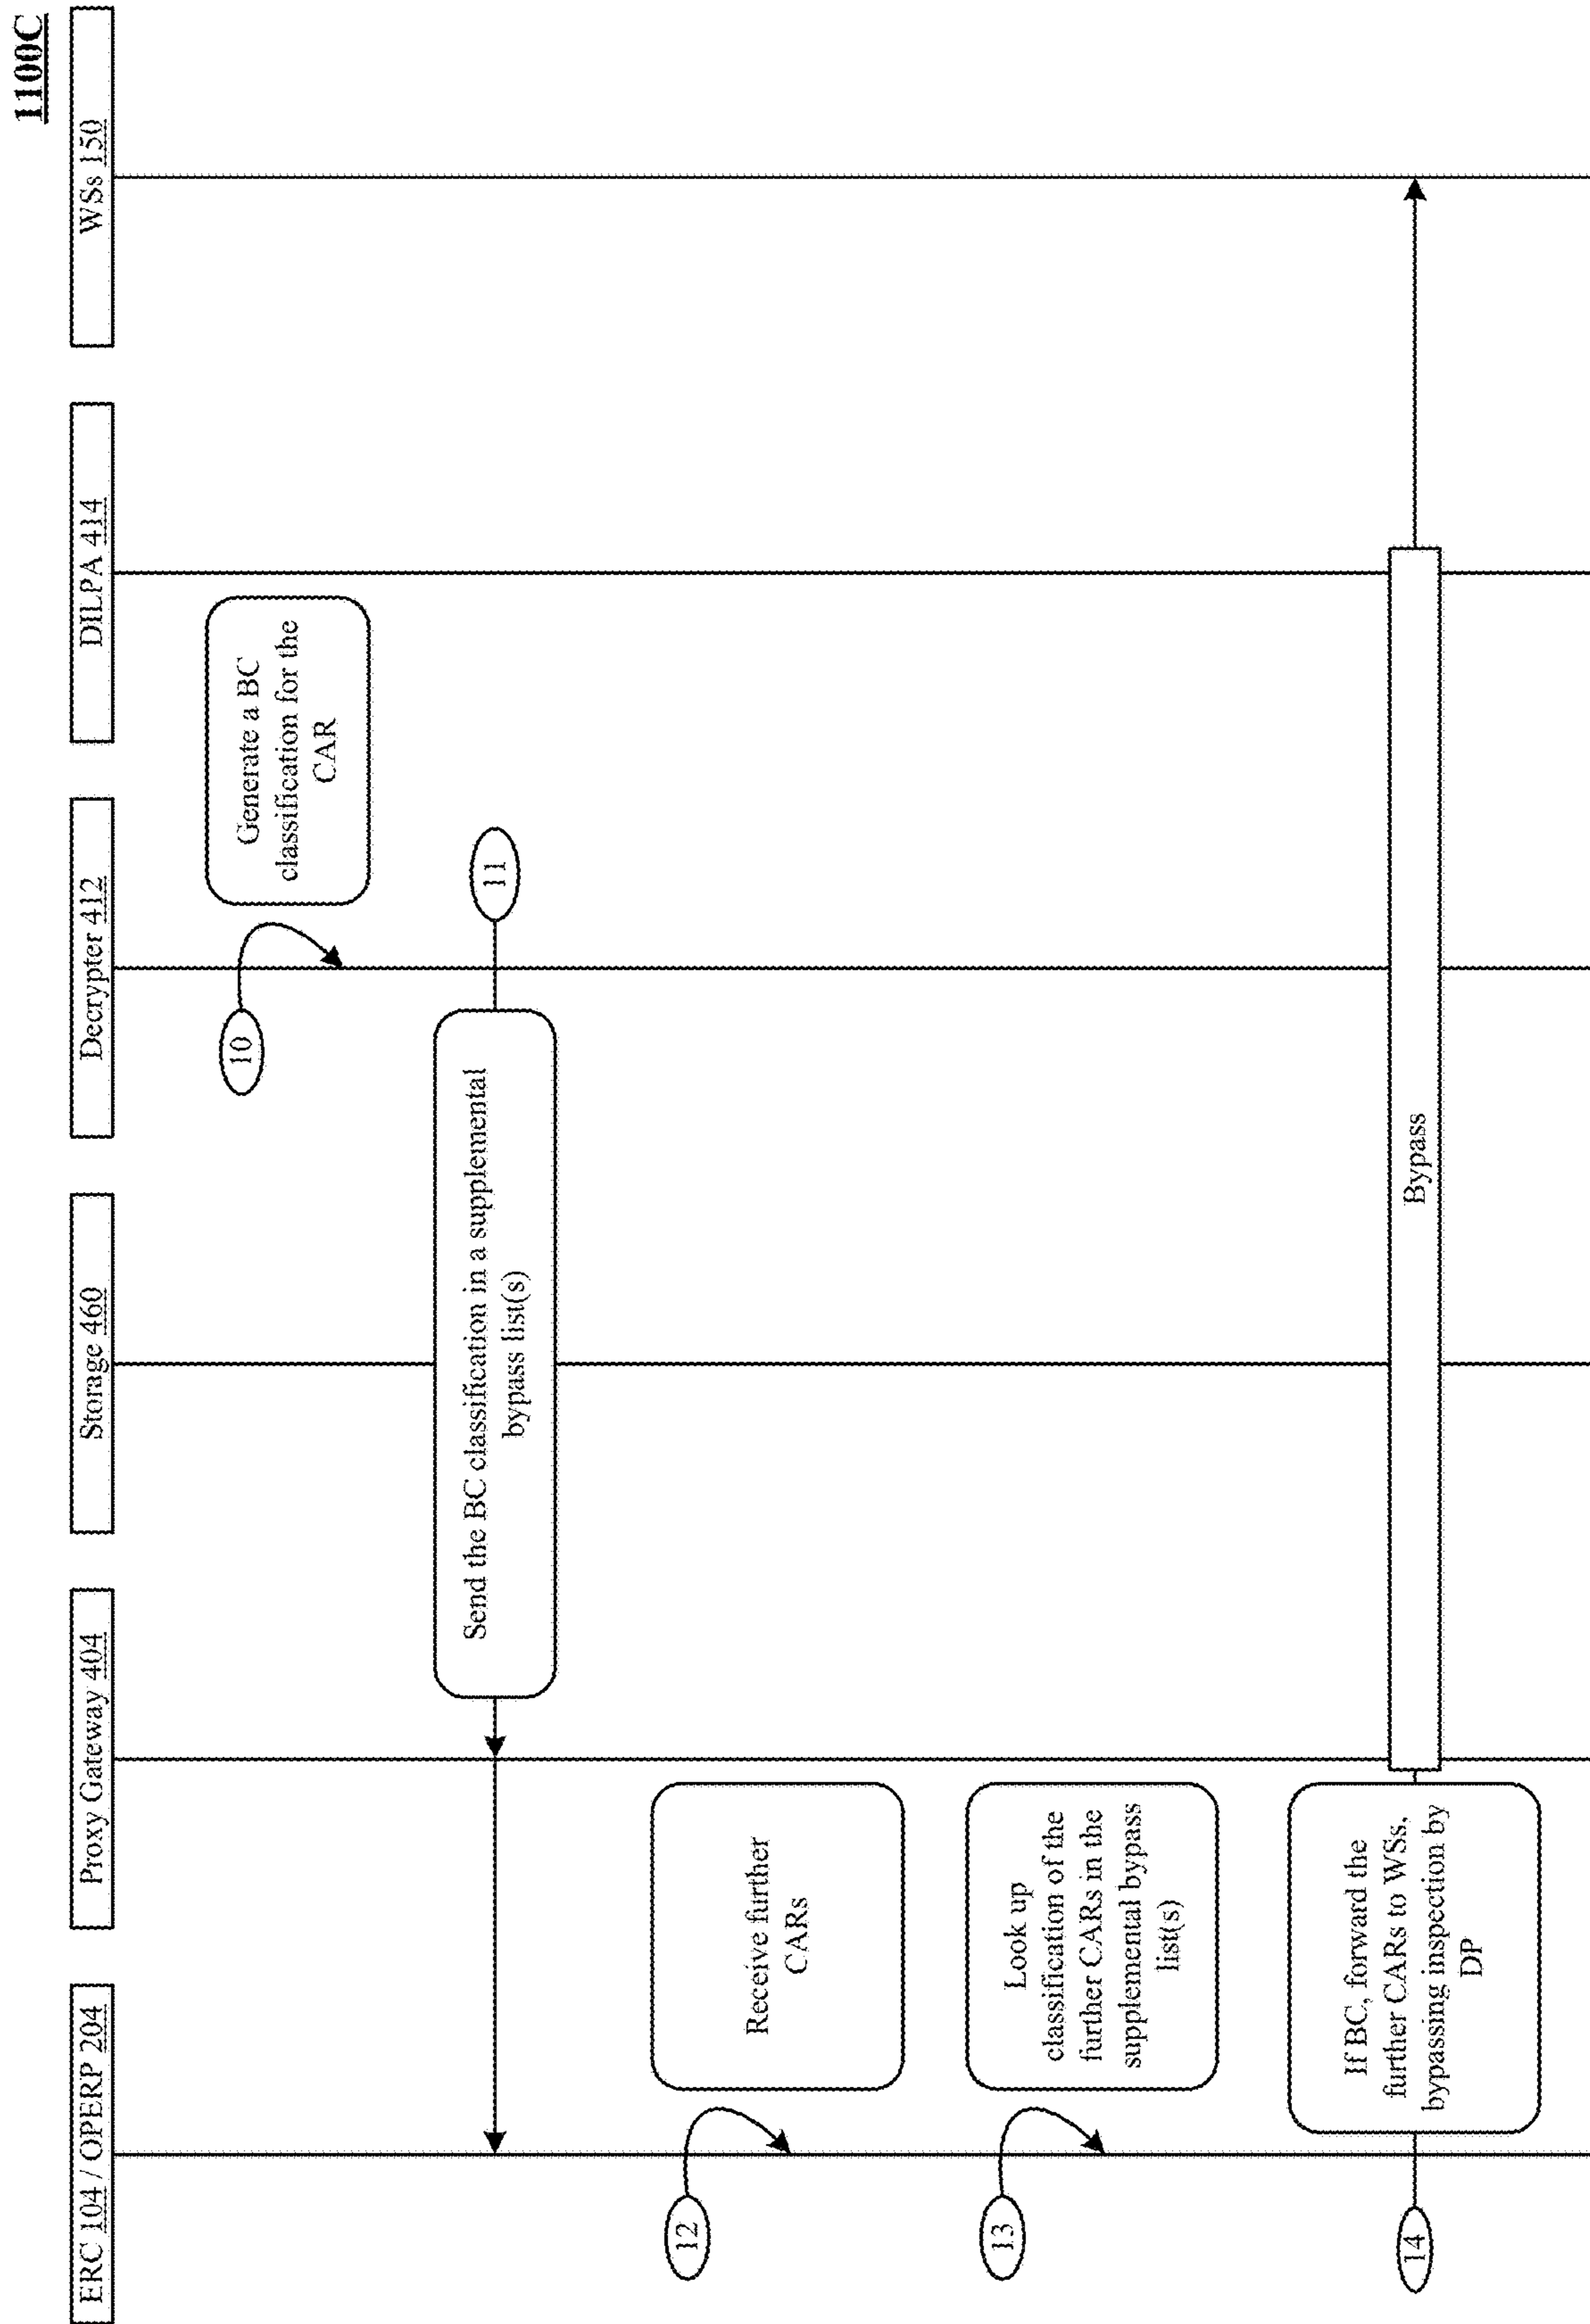 1100C
ERC 104 / OPERP 204
Proxy Gateway 404
Storage 460
Decrypter 412
DILPA 414
WSs 150
10
Generate a BC
classification for the
CAR
11
Send the BC classification in a supplemental
bypass list(s)
12
Receive further
CARs
13
Look up
classification of the
further CARs in the
supplemental bypass
list(s)
14
If BC, forward the
further CARs to WSs,
bypassing inspection by
DP
Bypass